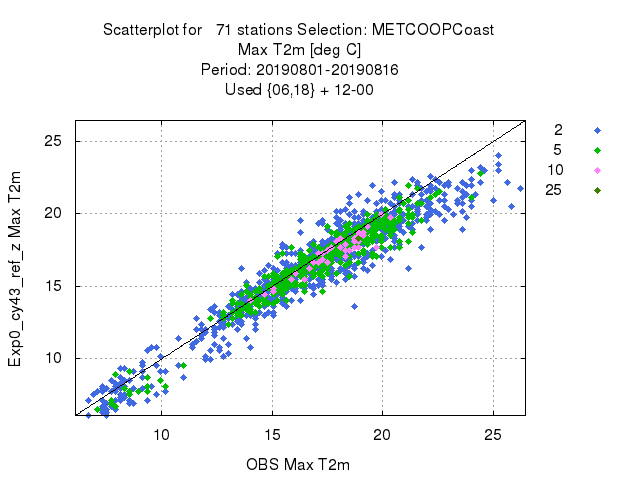 Scatterplot for 71 stations Selection: METCOOPCoast
Max T2m [deg C]
Period: 20190801-20190816
Used {06,18} + 12-00
2
5
10
25
25
20
15
10
Exp0_cy43_ref_z Max T2m
10 15 20 25
OBS Max T2m